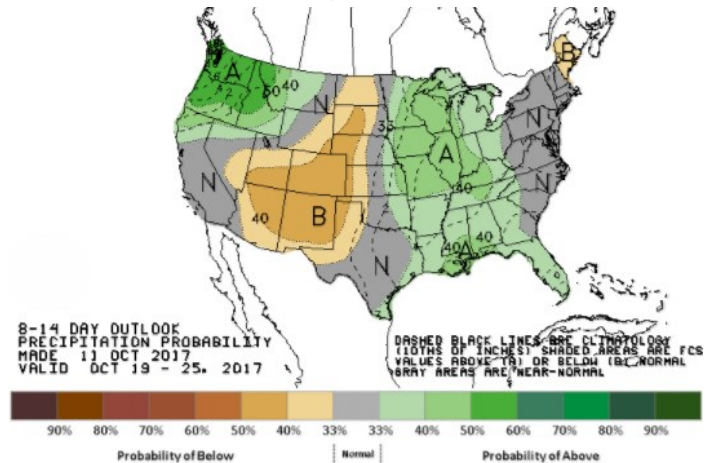 A
50
40
N
33
B
N
A
N
40
N
40
B
40
40
A
N
8-14 DAY OUTLOOK
PRECIPITATION PROBABILITY
MADE 11 OCT 2017
VALID OCT 19 - 25, 2017
DASHED BLACK LINES ARE CLIMATOLOGY
(10THS OF INCHES) SHADED AREAS ARE FCST
VALUES ABOVE (A) OR BELOW (B) NORMAL
GRAY AREAS ARE NEAR-NORMAL
90% 80% 70% 60% 50% 40% 33% 33% 40% 50% 60% 70% 80% 90%
Probability of Below Normal Probability of Above